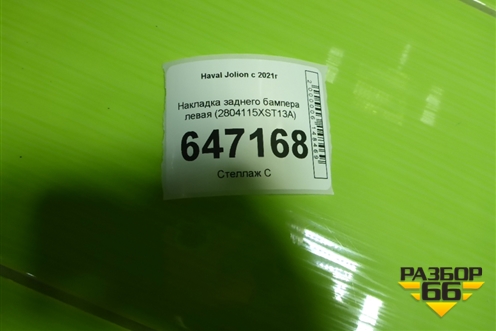 Haval Jolion с 2021г
Накладка заднего бампера
левая (2804115XST13A)
647168
Стеллаж С
РАЗБОР
66